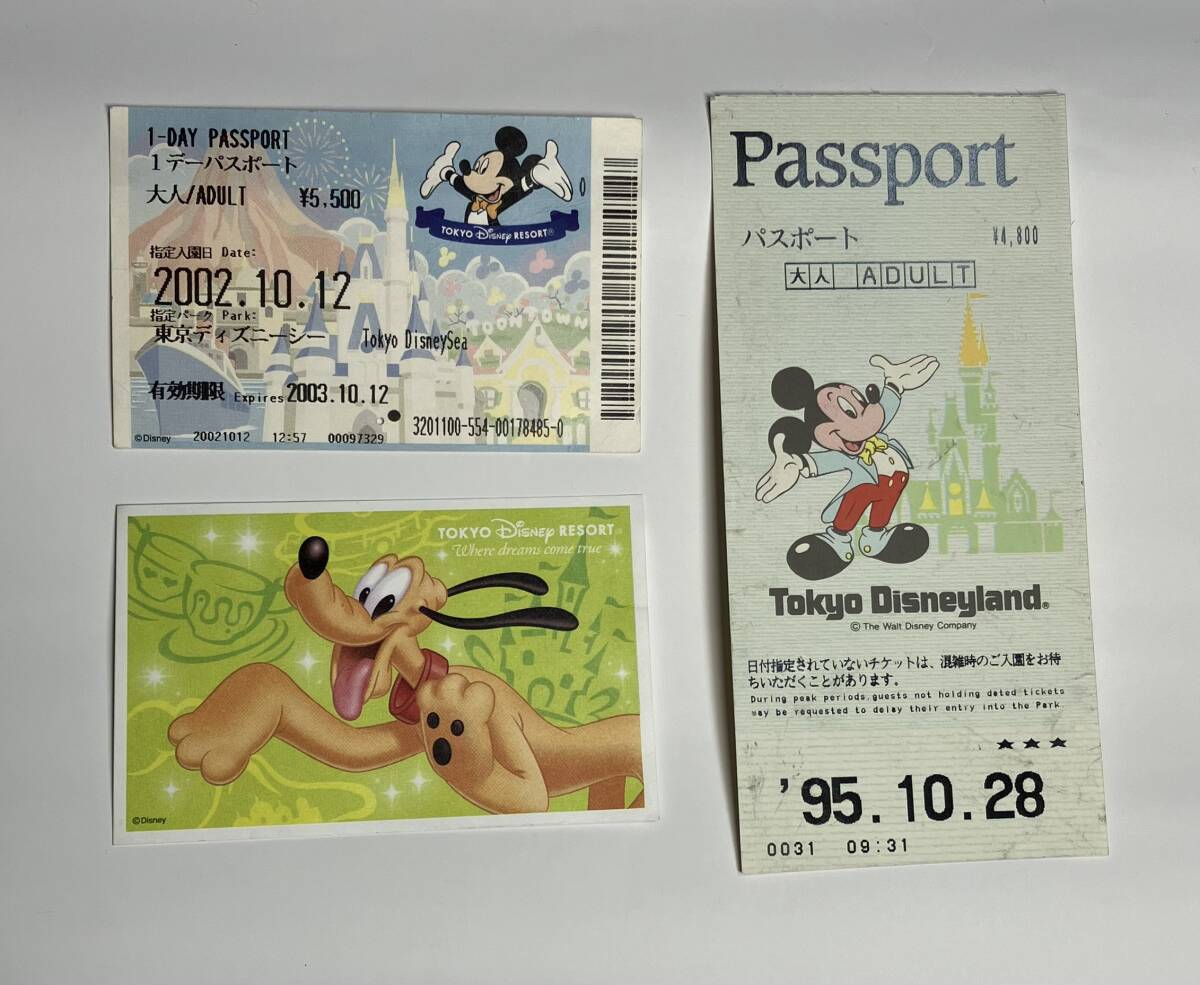 1-DAY PASSPORT
1デーパスポート
大人/ADULT ¥5,500
TOKYO DISNEY RESORT®
0
指定入園日 Date:
2002.10.12
指定パーク Park:
東京ディズニーシー Tokyo DisneySea
TOONTOWN
有効期限 Expires 2003.10.12
3201100-554-00178485-0
©Disney 20021012 12:57 00097329
TOKYO Disney RESORT®
Where dreams come true
©Disney
Passport
パスポート ¥4,800
大人 ADULT
Tokyo Disneyland®
© The Walt Disney Company
日付指定されていないチケットは、混雑時のご入園をお待
ちいただくことがあります。
During peak periods guests not holding dated tickets
may be requested to delay their entry into the Park.
★ ★ ★
'95.10.28
0031 09:31